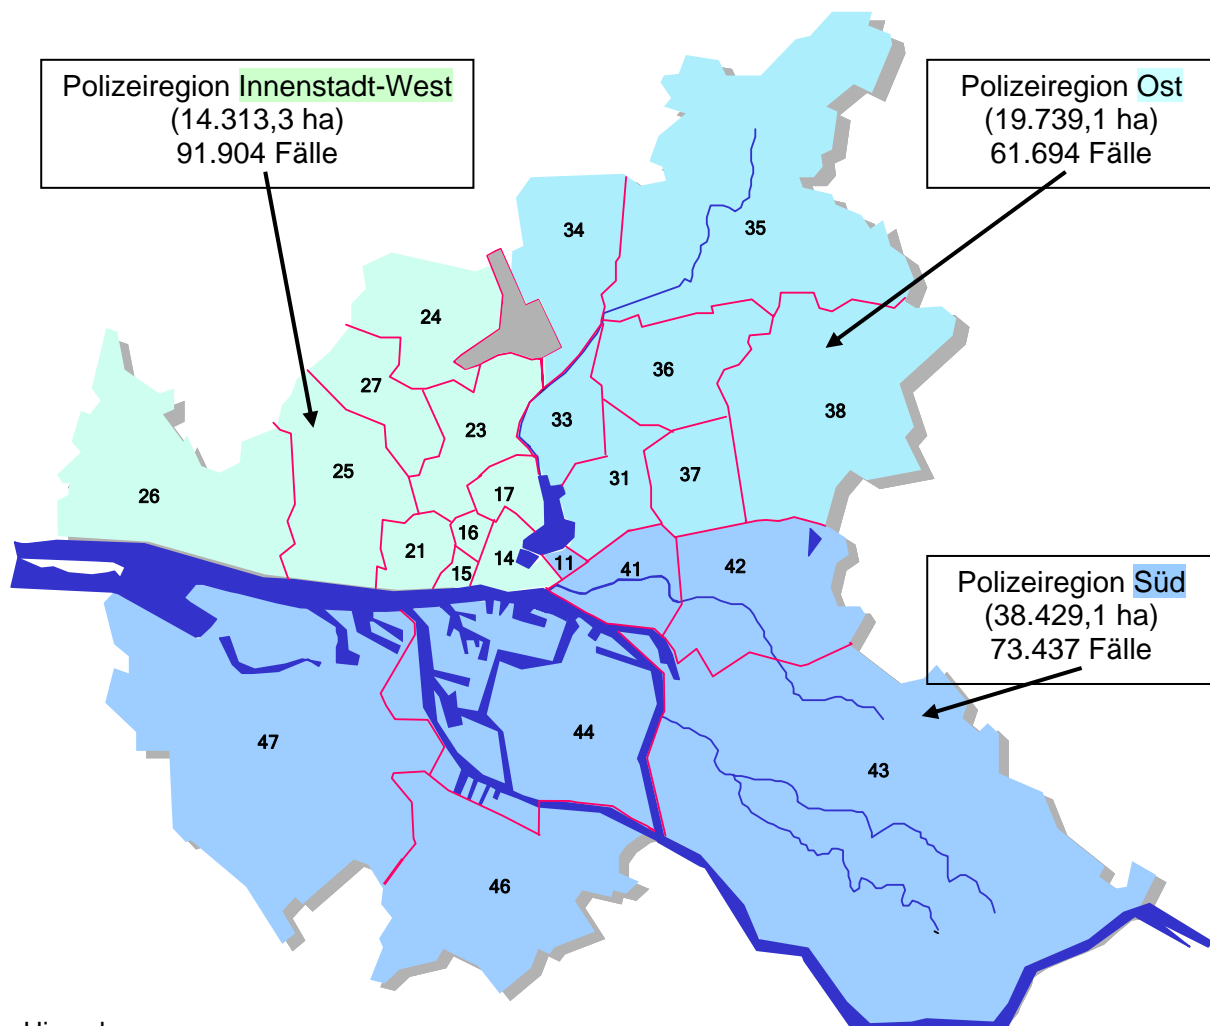 Polizeiregion Innenstadt-West
(14.313,3 ha)
91.904 Fälle
Polizeiregion Ost
(19.739,1 ha)
61.694 Fälle
34
35
24
27
36
38
23
33
25
26
17
31
37
16
21
14
15
11
41
42
Polizeiregion Süd
(38.429,1 ha)
73.437 Fälle
47
44
43
46